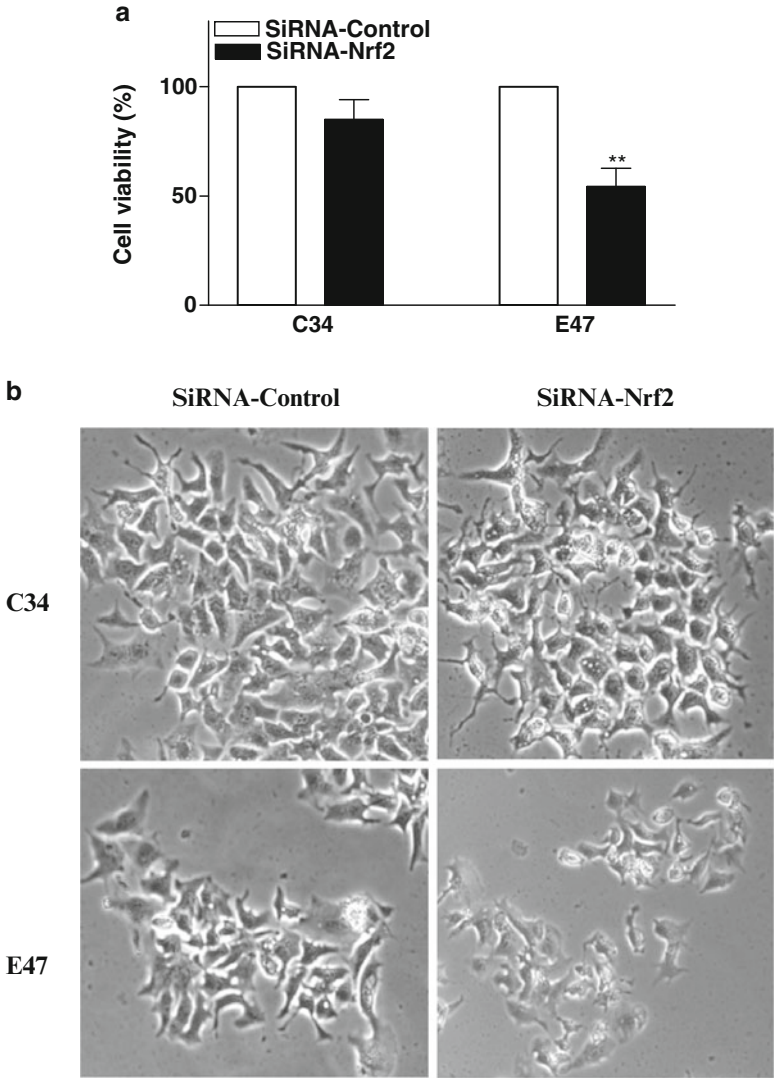 a
SiRNA-Control
SiRNA-Nrf2
Cell viability (%)
100
50
0
**
C34
E47
b
SiRNA-Control
SiRNA-Nrf2
C34
E47